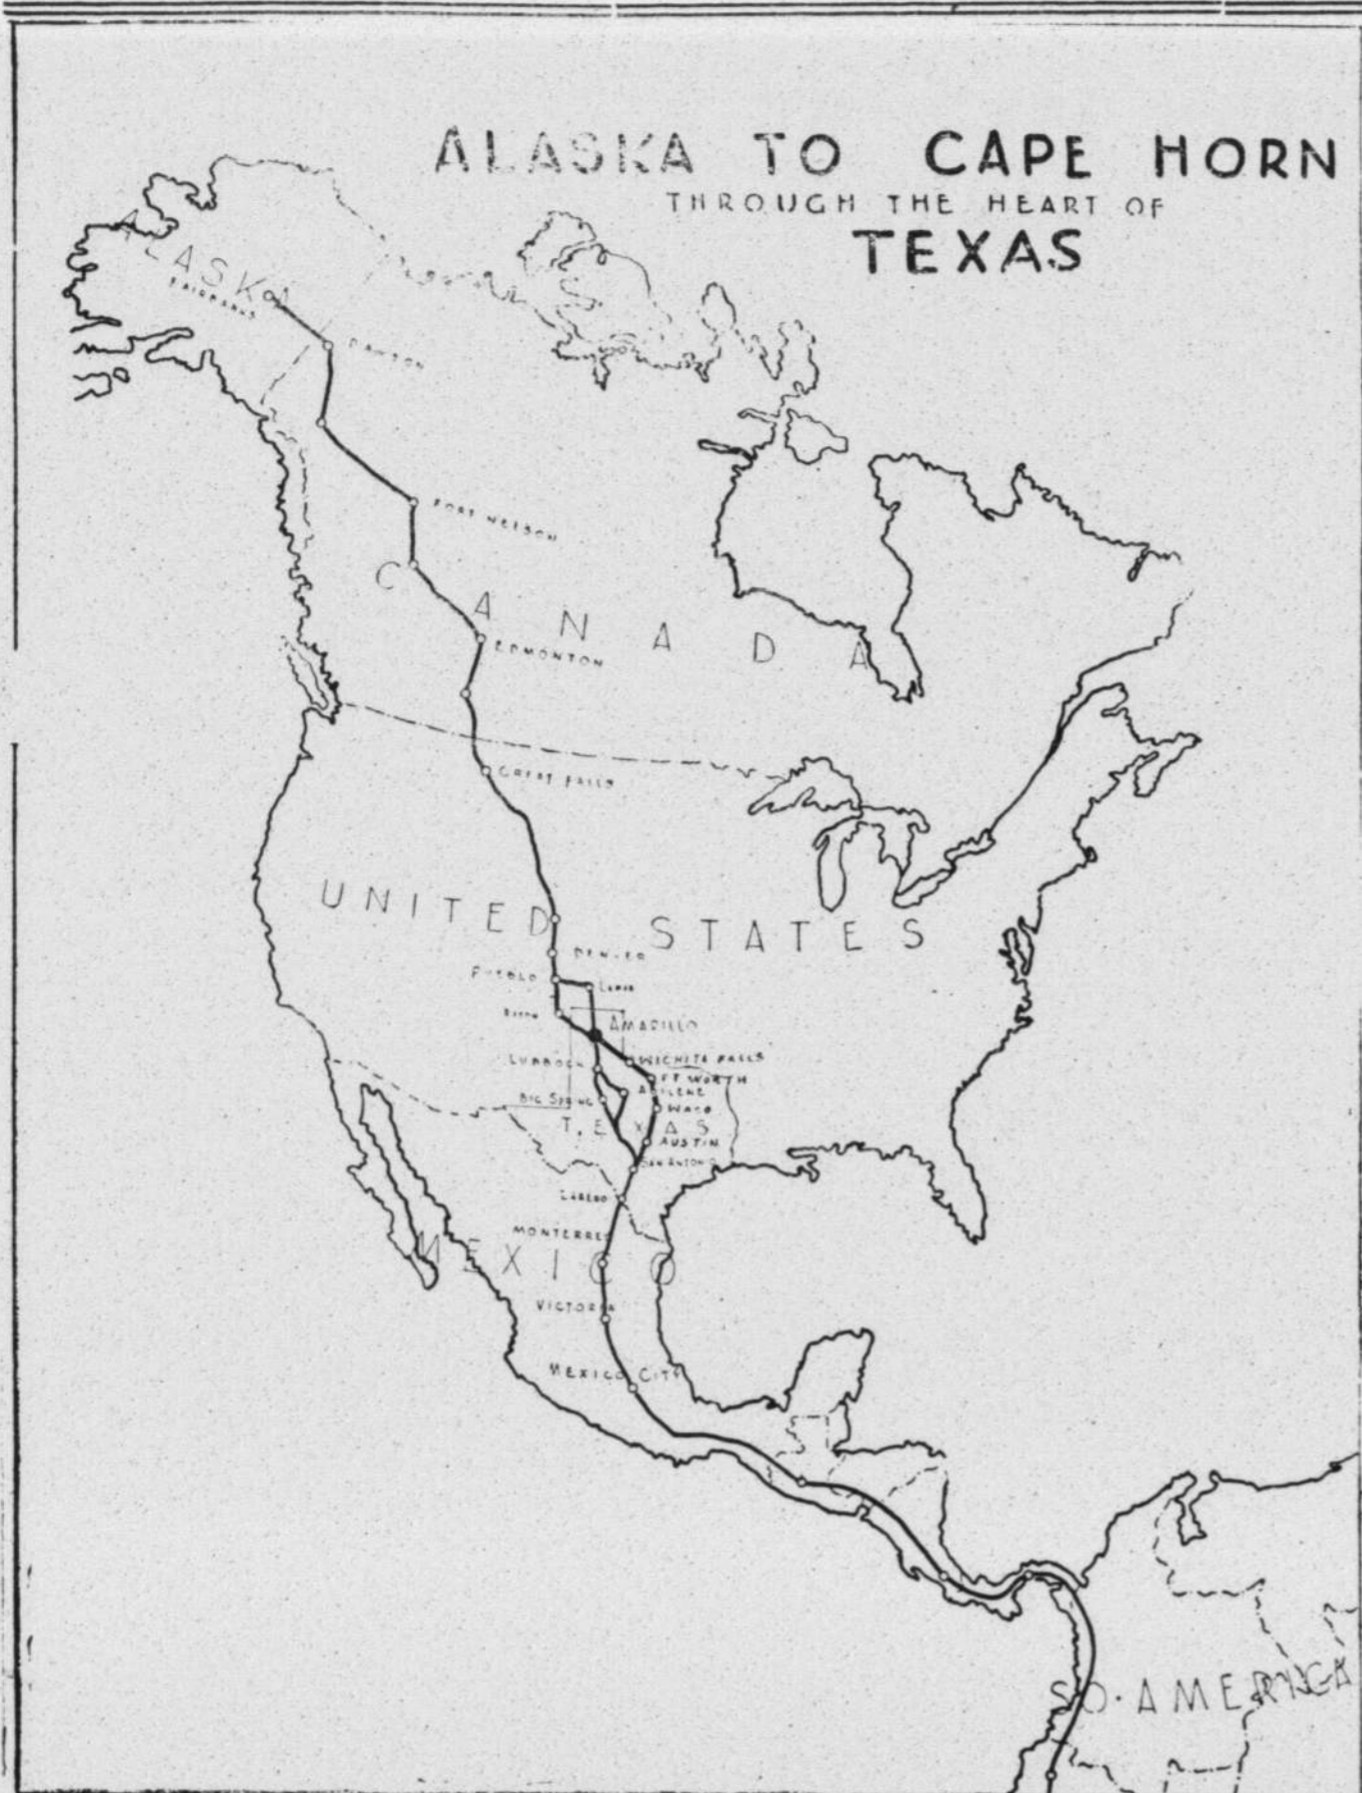 ALASKA TO CAPE HORN
THROUGH THE HEART OF
TEXAS
ALASKA
FAIRBANKS
DAWSON
FORT NELSON
CANADA
EDMONTON
GREAT FALLS
UNITED STATES
DENVER
PUEBLO
LAMAR
RATON
AMARILLO
LUBBOCK
WICHITA FALLS
FT WORTH
ABILENE
BIG SPRING
WACO
TEXAS
AUSTIN
SAN ANTONIO
LAREDO
MONTERREY
MEXICO
VICTORIA
MEXICO CITY
SO. AMERICA